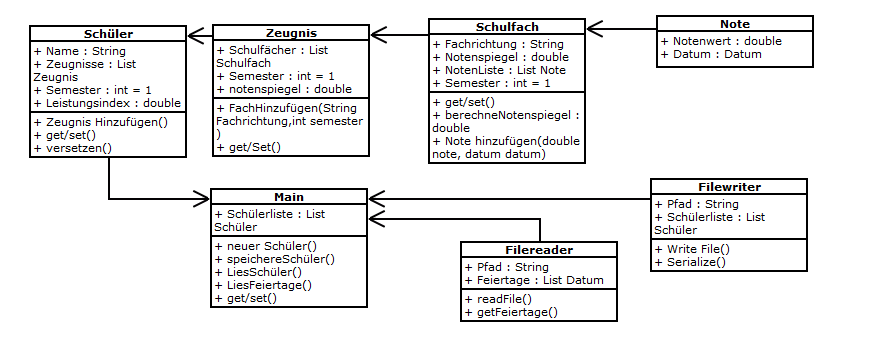 Schüler
+ Name : String
+ Zeugnisse : List
Zeugnis
+ Semester : int = 1
+ Leistungsindex : double
+ Zeugnis Hinzufügen()
+ get/set()
+ versetzen()
Zeugnis
+ Schulfächer : List
Schulfach
+ Semester : int = 1
+ notenspiegel : double
+ FachHinzufügen(String
Fachrichtung,int semester
)
+ get/Set()
Schulfach
+ Fachrichtung : String
+ Notenspiegel : double
+ NotenListe : List Note
+ Semester : int = 1
+ get/set()
+ berechneNotenspiegel :
double
+ Note hinzufügen(double
note, datum datum)
Note
+ Notenwert : double
+ Datum : Datum
Main
+ Schülerliste : List
Schüler
+ neuer Schüler()
+ speichereSchüler()
+ LiesSchüler()
+ LiesFeiertage()
+ get/set()
Filereader
+ Pfad : String
+ Feiertage : List Datum
+ readFile()
+ getFeiertage()
Filewriter
+ Pfad : String
+ Schülerliste : List
Schüler
+ Write File()
+ Serialize()